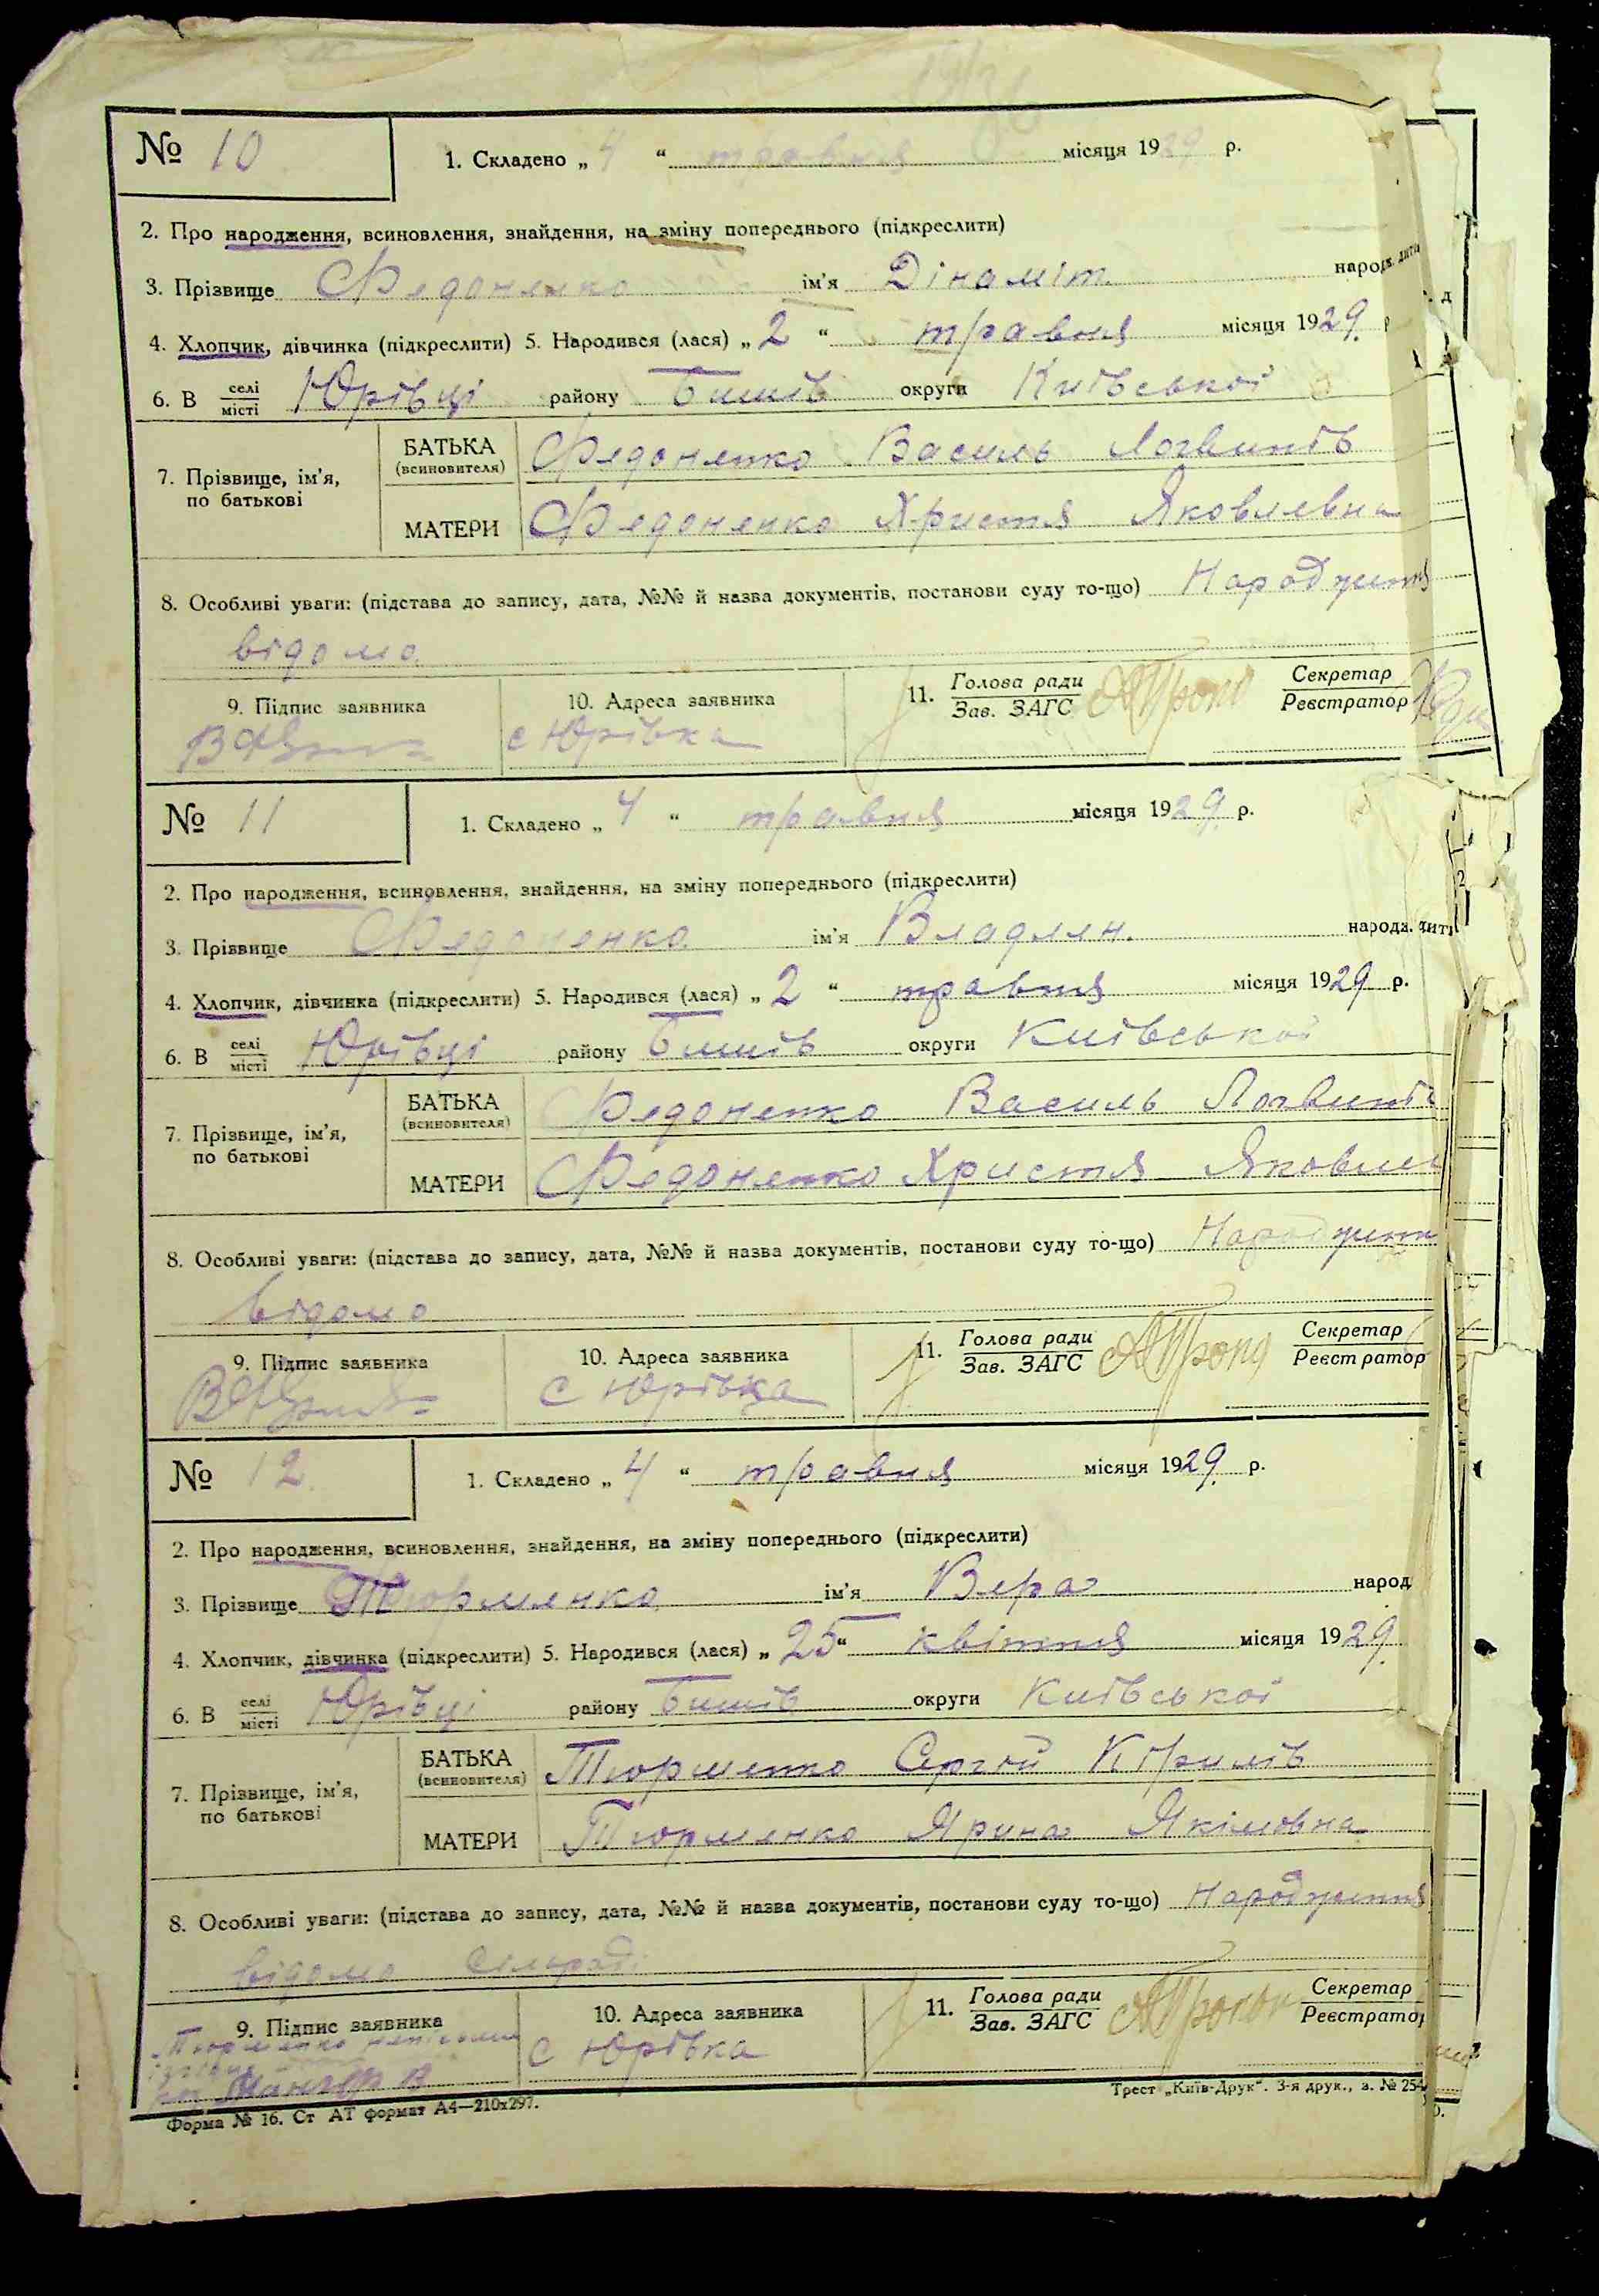 № 10
1. Складено „ 4 “ травня місяця 1929 р.
2. Про народження, всиновлення, знайдення, на зміну попереднього (підкреслити)
3. Прізвище Федоненко ім'я Дінаміт. народж. дити
4. Хлопчик, дівчинка (підкреслити) 5. Народився (лася) „ 2 “ травня місяця 1929. р
6. В селі Юрівці району Бишів округи Київської
місті
7. Прізвище, ім'я, по батькові
БАТЬКА (всиновителя) Федоненко Василь Логвинів
МАТЕРИ Федоненко Христя Яковлевна
8. Особливі уваги: (підстава до запису, дата, №№ й назва документів, постанови суду то-що) Народження
відомо.
9. Підпис заявника
10. Адреса заявника
с Юрівка
11. Голова ради
Зав. ЗАГС
Секретар
Реєстратор
№ 11
1. Складено „ 4 “ травня місяця 1929. р.
2. Про народження, всиновлення, знайдення, на зміну попереднього (підкреслити)
3. Прізвище Федоненко ім'я Владлен. народж. дити
4. Хлопчик, дівчинка (підкреслити) 5. Народився (лася) „ 2 “ травня місяця 1929 р.
6. В селі Юрівці району Бишів округи Київської
місті
7. Прізвище, ім'я, по батькові
БАТЬКА (всиновителя) Федоненко Василь Логвинів
МАТЕРИ Федоненко Христя Яковле
8. Особливі уваги: (підстава до запису, дата, №№ й назва документів, постанови суду то-що) Народжен
відомо
9. Підпис заявника
10. Адреса заявника
с Юрівка
11. Голова ради
Зав. ЗАГС
Секретар
Реєстратор
№ 12.
1. Складено „ 4 “ травня місяця 1929. р.
2. Про народження, всиновлення, знайдення, на зміну попереднього (підкреслити)
3. Прізвище Тюрменко ім'я Вера народ
4. Хлопчик, дівчинка (підкреслити) 5. Народився (лася) „ 25 “ квітня місяця 1929.
6. В селі Юрівці району Бишів округи Київської
місті
7. Прізвище, ім'я, по батькові
БАТЬКА (всиновителя) Тюрменко Сергій Кірилів
МАТЕРИ Тюрменко Ярина Якімовна
8. Особливі уваги: (підстава до запису, дата, №№ й назва документів, постанови суду то-що) Народження
відомо Сільраді
9. Підпис заявника
Тюрменко
10. Адреса заявника
с Юрівка
11. Голова ради
Зав. ЗАГС
Секретар
Реєстратор
Форма № 16. Ст АТ формат А4—210х297.
Трест „Київ-Друк“. 3-я друк., з. № 254